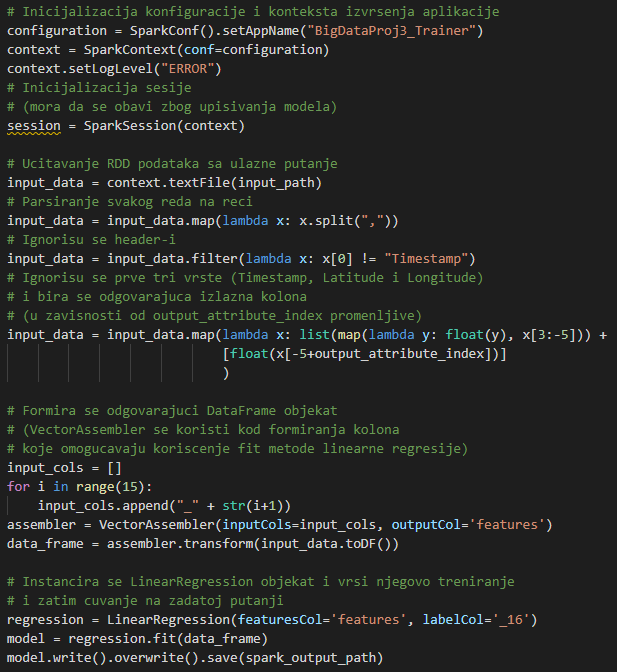 # Inicijalizacija konfiguracije i konteksta izvrsenja aplikacije
configuration = SparkConf().setAppName("BigDataProj3_Trainer")
context = SparkContext(conf=configuration)
context.setLogLevel("ERROR")
# Inicijalizacija sesije
# (mora da se obavi zbog upisivanja modela)
session = SparkSession(context)

# Ucitavanje RDD podataka sa ulazne putanje
input_data = context.textFile(input_path)
# Parsiranje svakog reda na reci
input_data = input_data.map(lambda x: x.split(","))
# Ignorisu se header-i
input_data = input_data.filter(lambda x: x[0] != "Timestamp")
# Ignorisu se prve tri vrste (Timestamp, Latitude i Longitude)
# i bira se odgovarajuca izlazna kolona
# (u zavisnosti od output_attribute_index promenljive)
input_data = input_data.map(lambda x: list(map(lambda y: float(y), x[3:-5])) +
                            [float(x[-5+output_attribute_index])]
                            )

# Formira se odgovarajuci DataFrame objekat
# (VectorAssembler se koristi kod formiranja kolona
# koje omogucavaju koriscenje fit metode linearne regresije)
input_cols = []
for i in range(15):
    input_cols.append("_" + str(i+1))
assembler = VectorAssembler(inputCols=input_cols, outputCol='features')
data_frame = assembler.transform(input_data.toDF())

# Instancira se LinearRegression objekat i vrsi njegovo treniranje
# i zatim cuvanje na zadatoj putanji
regression = LinearRegression(featuresCol='features', labelCol='_16')
model = regression.fit(data_frame)
model.write().overwrite().save(spark_output_path)